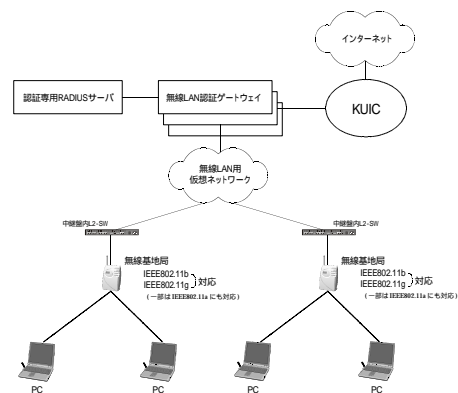 インターネット
認証専用RADIUSサーバ
無線LAN認証ゲートウェイ
KUIC
無線LAN用
仮想ネットワーク
中継盤内L2-SW
中継盤内L2-SW
無線基地局
IEEE802.11b
IEEE802.11g
対応
(一部はIEEE802.11aにも対応)
無線基地局
IEEE802.11b
IEEE802.11g
対応
(一部はIEEE802.11aにも対応)
PC
PC
PC
PC